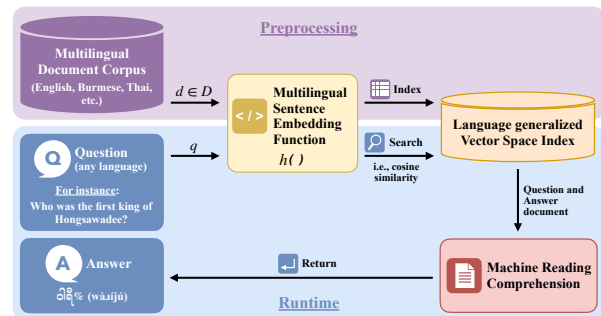 Preprocessing
Multilingual
Document Corpus
(English, Burmese, Thai,
etc.)
d ∈ D
</>
Multilingual
Sentence
Embedding
Function
h()
Index
Language generalized
Vector Space Index
Q
Question
(any language)
For instance:
Who was the first king of
Hongsawadee?
q
Search
i.e., cosine
similarity
Question and
Answer
document
A
Answer
Return
Machine Reading
Comprehension
Runtime